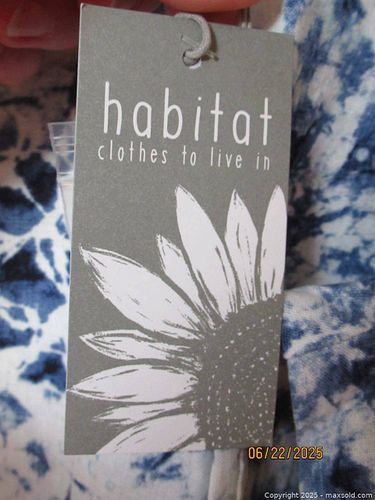 habitat
clothes to live in
06/22/2025
Copyright 2025 - maxsold.com